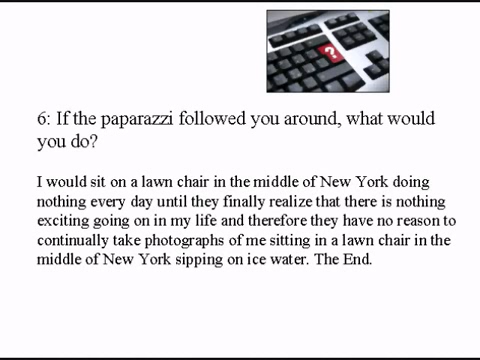 ?
6: If the paparazzi followed you around, what would
you do?
I would sit on a lawn chair in the middle of New York doing
nothing every day until they finally realize that there is nothing
exciting going on in my life and therefore they have no reason to
continually take photographs of me sitting in a lawn chair in the
middle of New York sipping on ice water. The End.